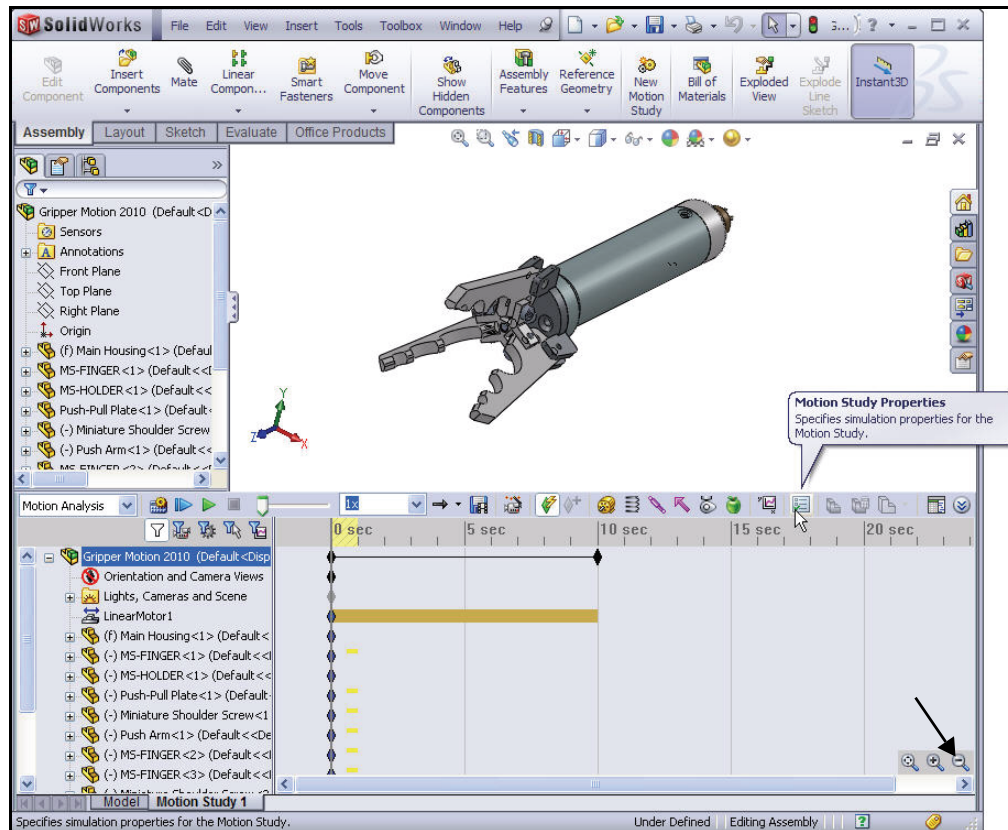 SolidWorks File Edit View Insert Tools Toolbox Window Help s... ?
Edit Component
Insert Components
Mate
Linear Compon...
Smart Fasteners
Move Component
Show Hidden Components
Assembly Features
Reference Geometry
New Motion Study
Bill of Materials
Exploded View
Explode Line Sketch
Instant3D
Assembly Layout Sketch Evaluate Office Products
Gripper Motion 2010 (Default<D
Sensors
A Annotations
Front Plane
Top Plane
Right Plane
Origin
(f) Main Housing<1> (Defaul
MS-FINGER<1> (Default<<
MS-HOLDER<1> (Default<<
Push-Pull Plate<1> (Default<
(-) Miniature Shoulder Screw
(-) Push Arm<1> (Default<<
MS-FINGER<2> (Default<<
Y
Z X
Motion Study Properties
Specifies simulation properties for the
Motion Study.
Motion Analysis 1x
0 sec 5 sec 10 sec 15 sec 20 sec
Gripper Motion 2010 (Default<Disp
Orientation and Camera Views
Lights, Cameras and Scene
LinearMotor1
(f) Main Housing<1> (Default<
(-) MS-FINGER<1> (Default<<
(-) MS-HOLDER<1> (Default<<
(-) Push-Pull Plate<1> (Default
(-) Miniature Shoulder Screw<1
(-) Push Arm<1> (Default<<De
(-) MS-FINGER<2> (Default<<
(-) MS-FINGER<3> (Default<<
Model Motion Study 1
Specifies simulation properties for the Motion Study. Under Defined Editing Assembly ?